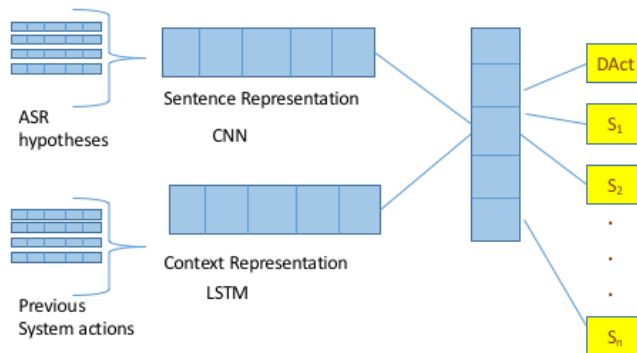 ASR
hypotheses
Sentence Representation
CNN
Previous
System actions
Context Representation
LSTM
DAct
S₁
S₂
.
.
.
Sₙ